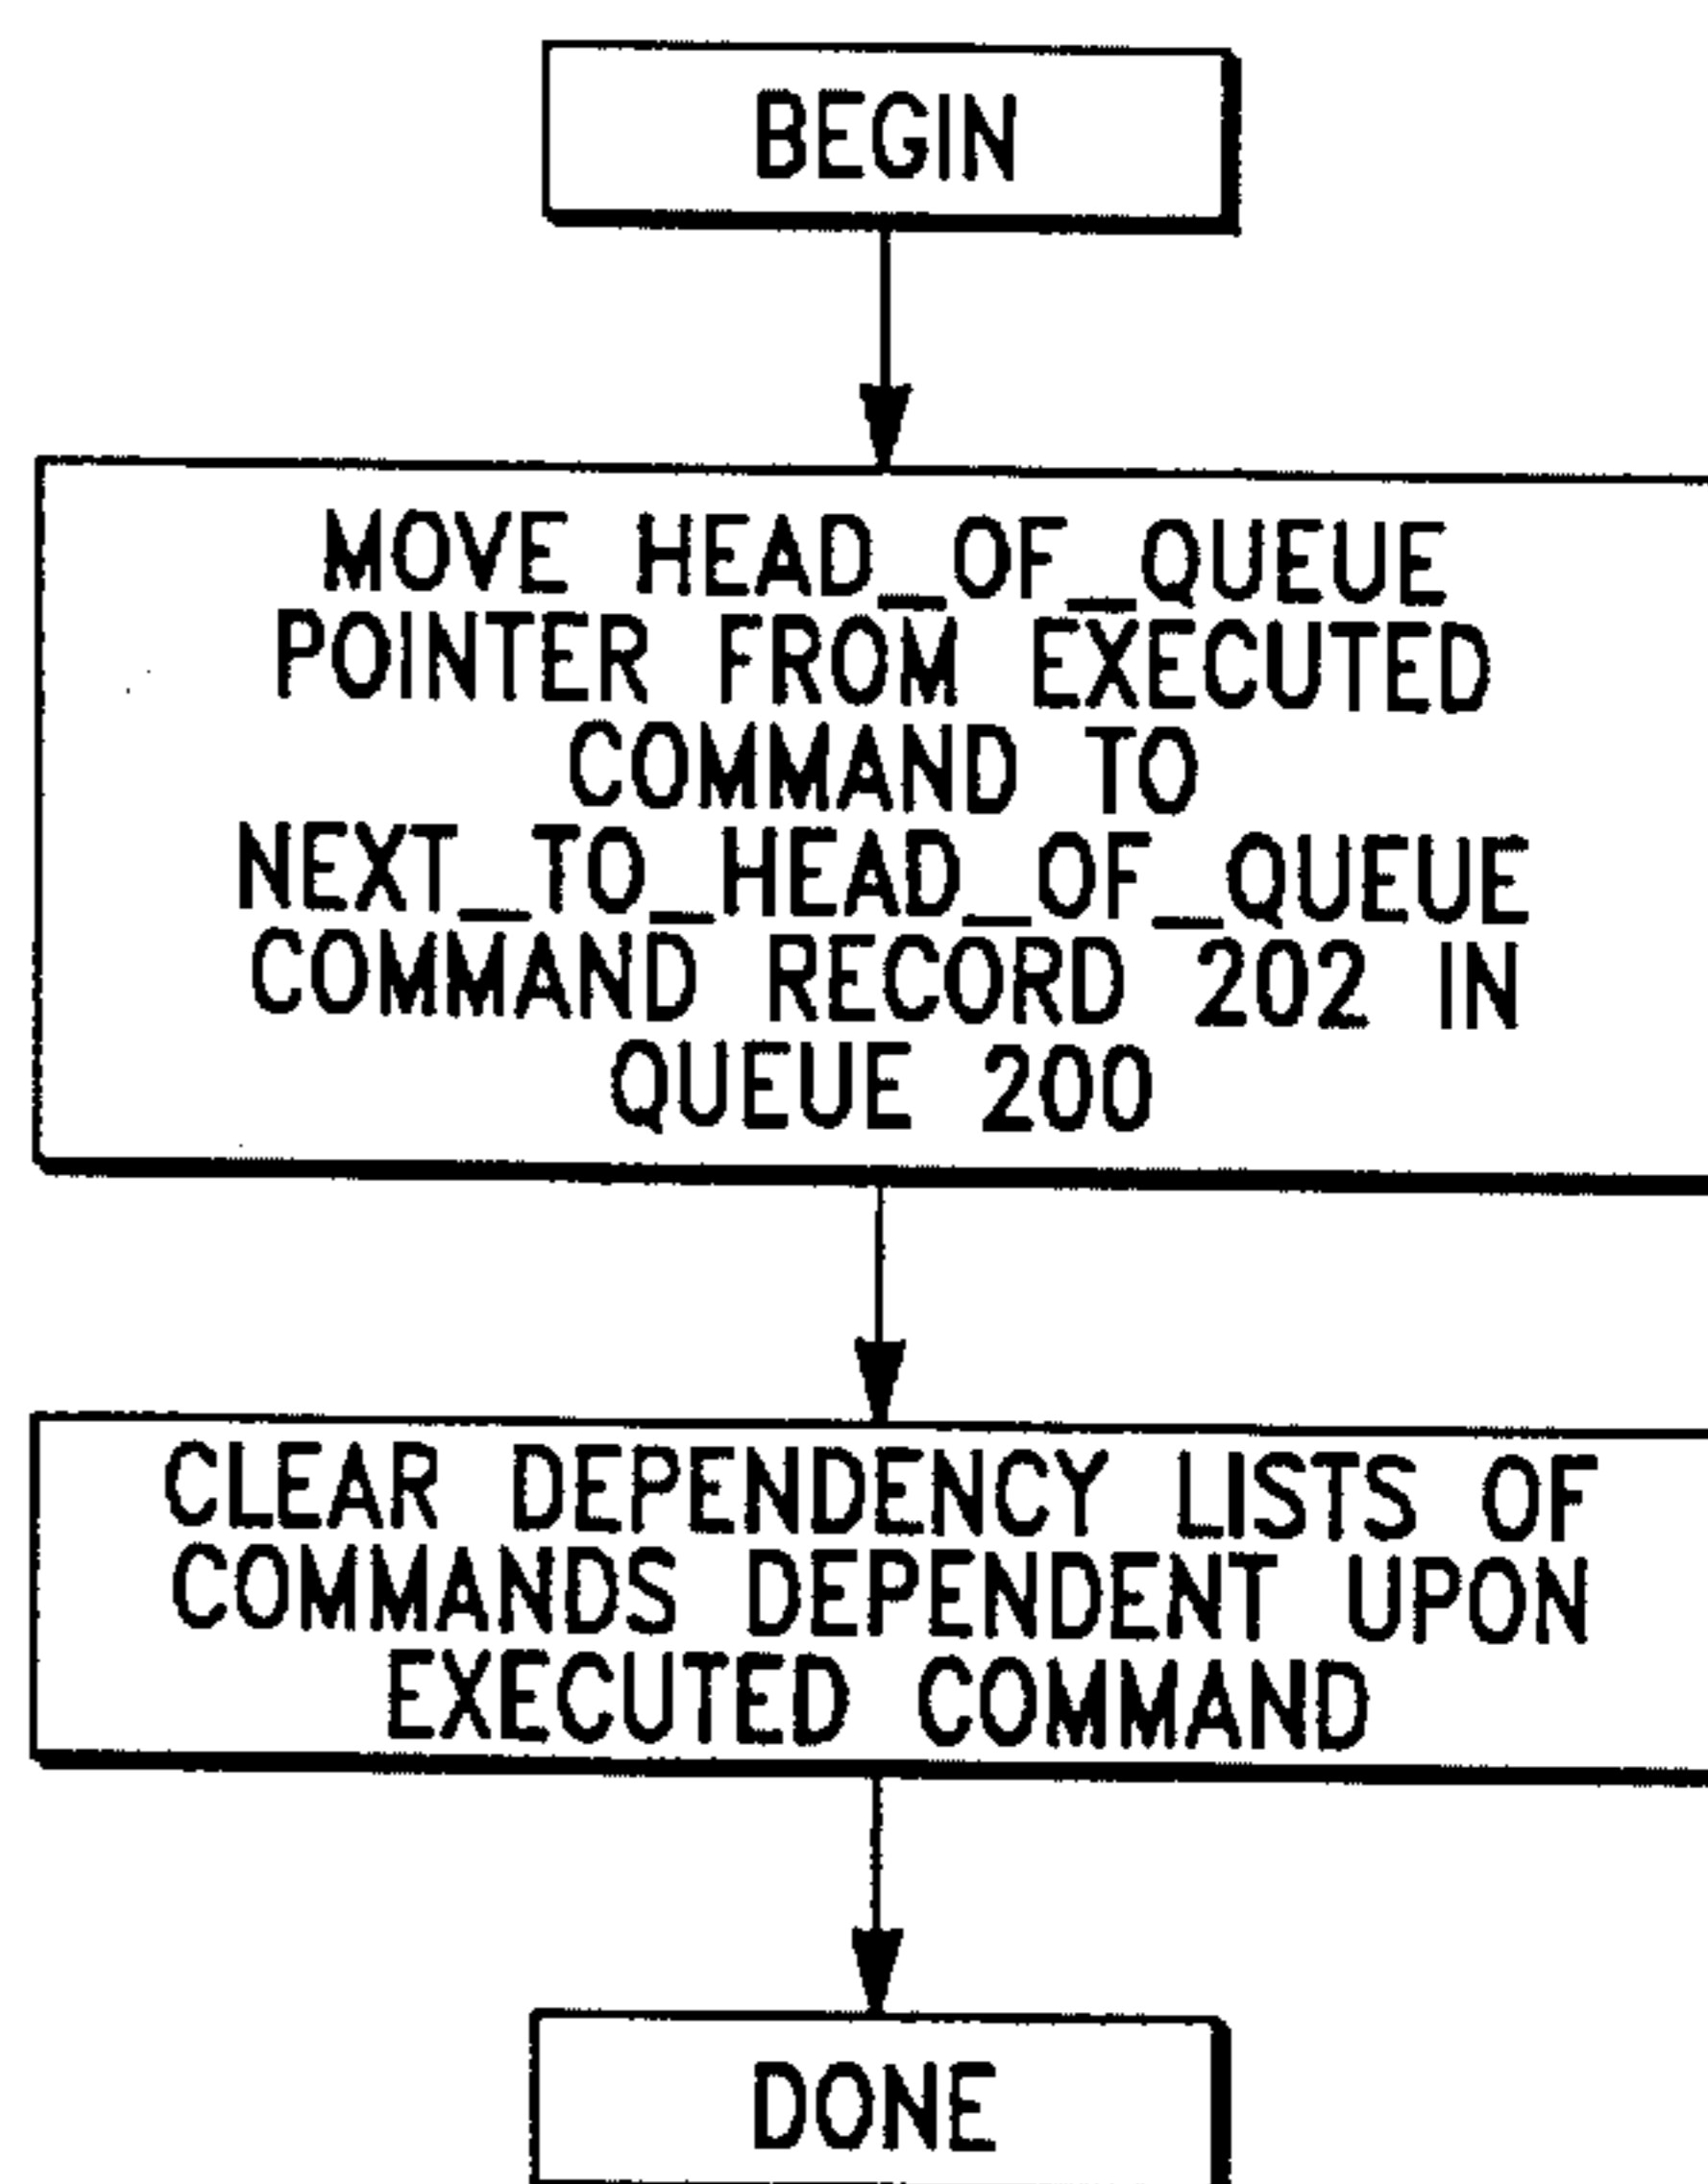 BEGIN
MOVE HEAD_OF_QUEUE
POINTER FROM EXECUTED
COMMAND TO
NEXT_TO_HEAD_OF_QUEUE
COMMAND RECORD 202 IN
QUEUE 200
CLEAR DEPENDENCY LISTS OF
COMMANDS DEPENDENT UPON
EXECUTED COMMAND
DONE